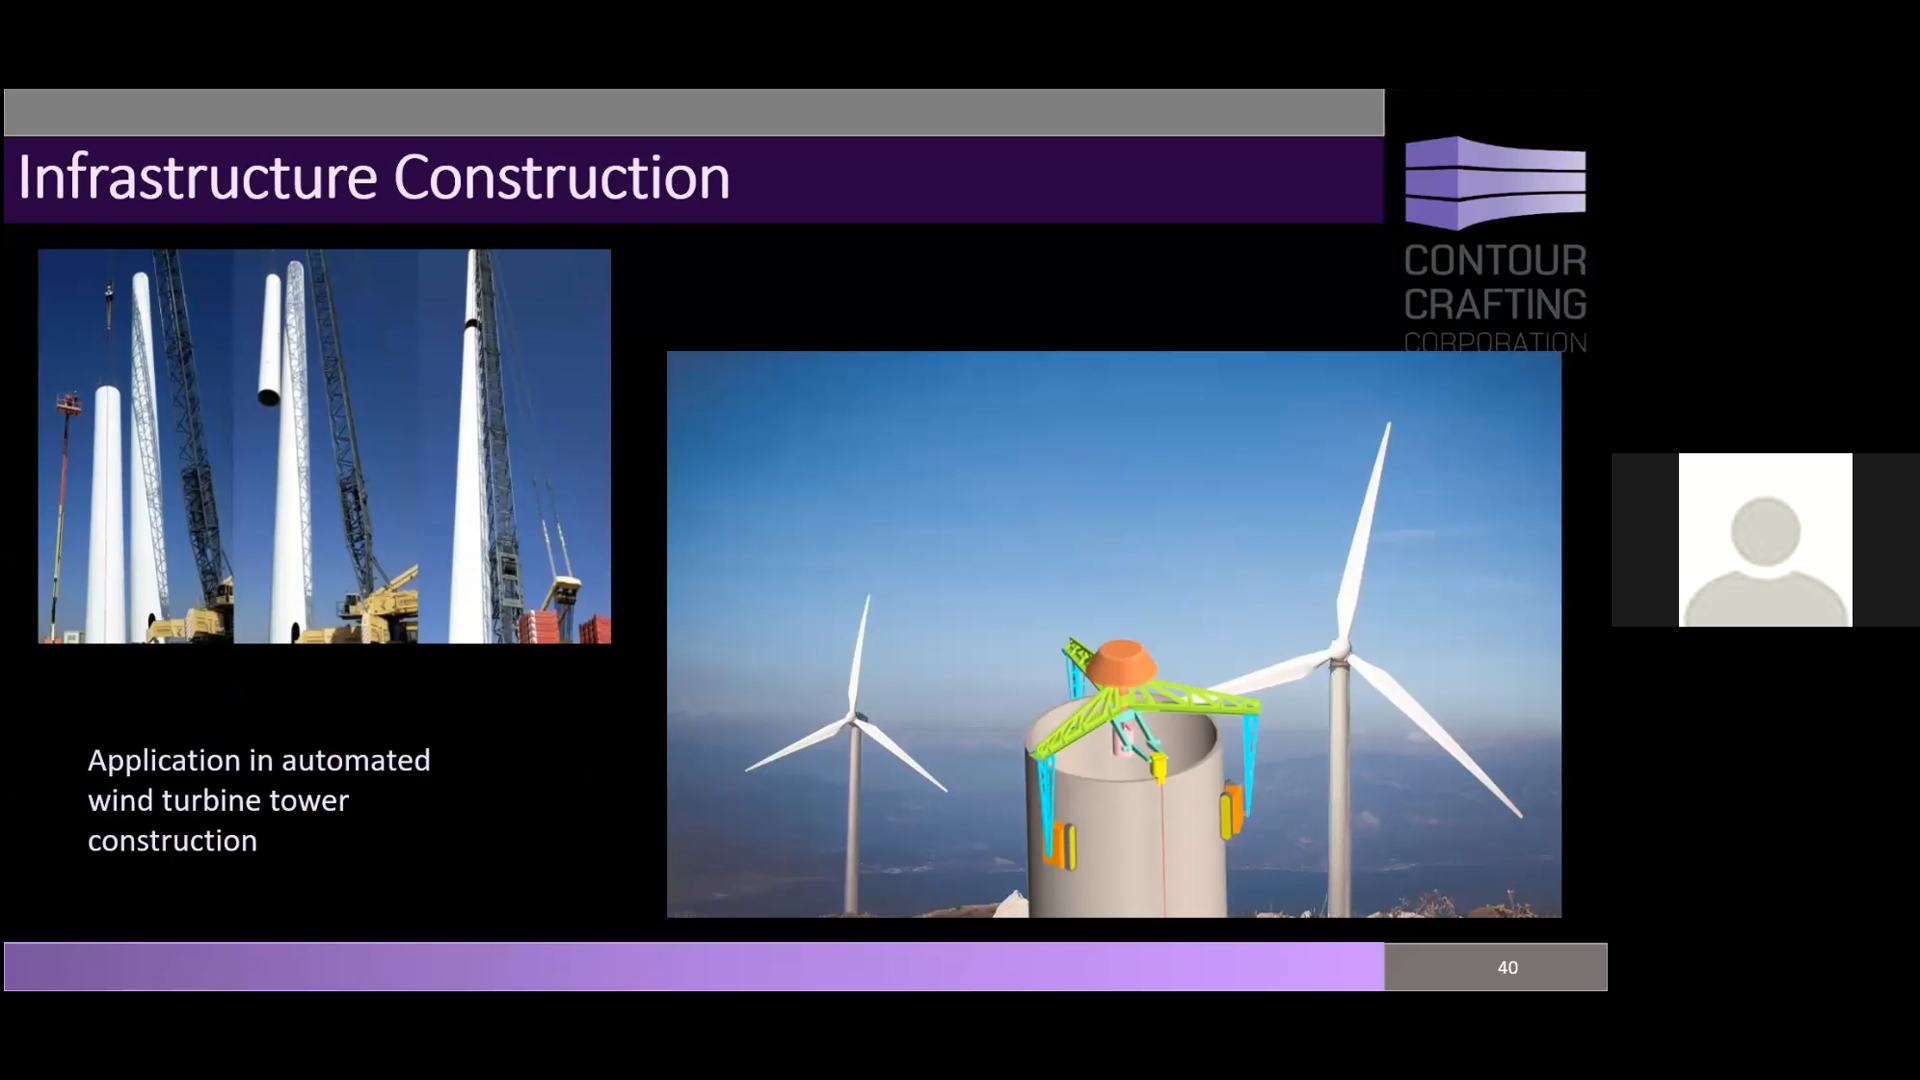 Infrastructure Construction
CONTOUR
CRAFTING
CORPORATION
Application in automated
wind turbine tower
construction
40